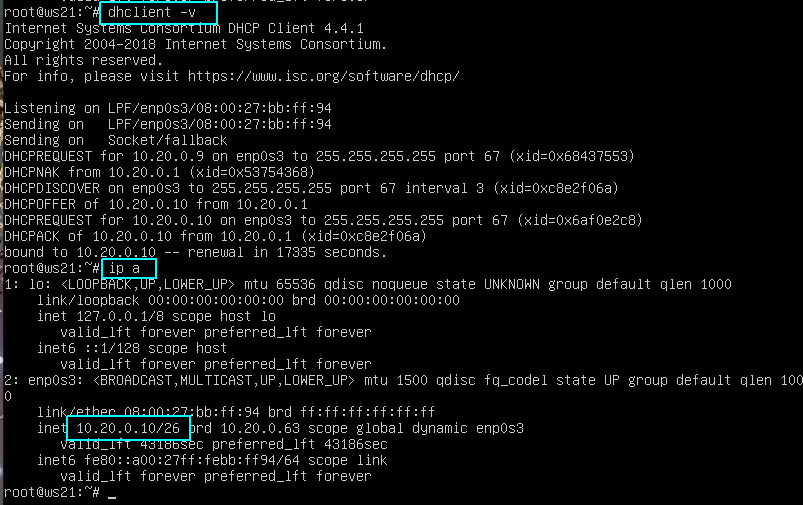 valid_lft forever preferred_lft forever
root@ws21:~# dhclient -v
Internet Systems Consortium DHCP Client 4.4.1
Copyright 2004-2018 Internet Systems Consortium.
All rights reserved.
For info, please visit https://www.isc.org/software/dhcp/
Listening on LPF/enp0s3/08:00:27:bb:ff:94
Sending on   LPF/enp0s3/08:00:27:bb:ff:94
Sending on   Socket/fallback
DHCPREQUEST for 10.20.0.9 on enp0s3 to 255.255.255.255 port 67 (xid=0x68437553)
DHCPNAK from 10.20.0.1 (xid=0x53754368)
DHCPDISCOVER on enp0s3 to 255.255.255.255 port 67 interval 3 (xid=0xc8e2f06a)
DHCPOFFER of 10.20.0.10 from 10.20.0.1
DHCPREQUEST for 10.20.0.10 on enp0s3 to 255.255.255.255 port 67 (xid=0x6af0e2c8)
DHCPACK of 10.20.0.10 from 10.20.0.1 (xid=0xc8e2f06a)
bound to 10.20.0.10 -- renewal in 17335 seconds.
root@ws21:~# ip a
1: lo: <LOOPBACK,UP,LOWER_UP> mtu 65536 qdisc noqueue state UNKNOWN group default qlen 1000
    link/loopback 00:00:00:00:00:00 brd 00:00:00:00:00:00
    inet 127.0.0.1/8 scope host lo
       valid_lft forever preferred_lft forever
    inet6 ::1/128 scope host
       valid_lft forever preferred_lft forever
2: enp0s3: <BROADCAST,MULTICAST,UP,LOWER_UP> mtu 1500 qdisc fq_codel state UP group default qlen 100
0
    link/ether 08:00:27:bb:ff:94 brd ff:ff:ff:ff:ff:ff
    inet 10.20.0.10/26 brd 10.20.0.63 scope global dynamic enp0s3
       valid_lft 43186sec preferred_lft 43186sec
    inet6 fe80::a00:27ff:febb:ff94/64 scope link
       valid_lft forever preferred_lft forever
root@ws21:~# _